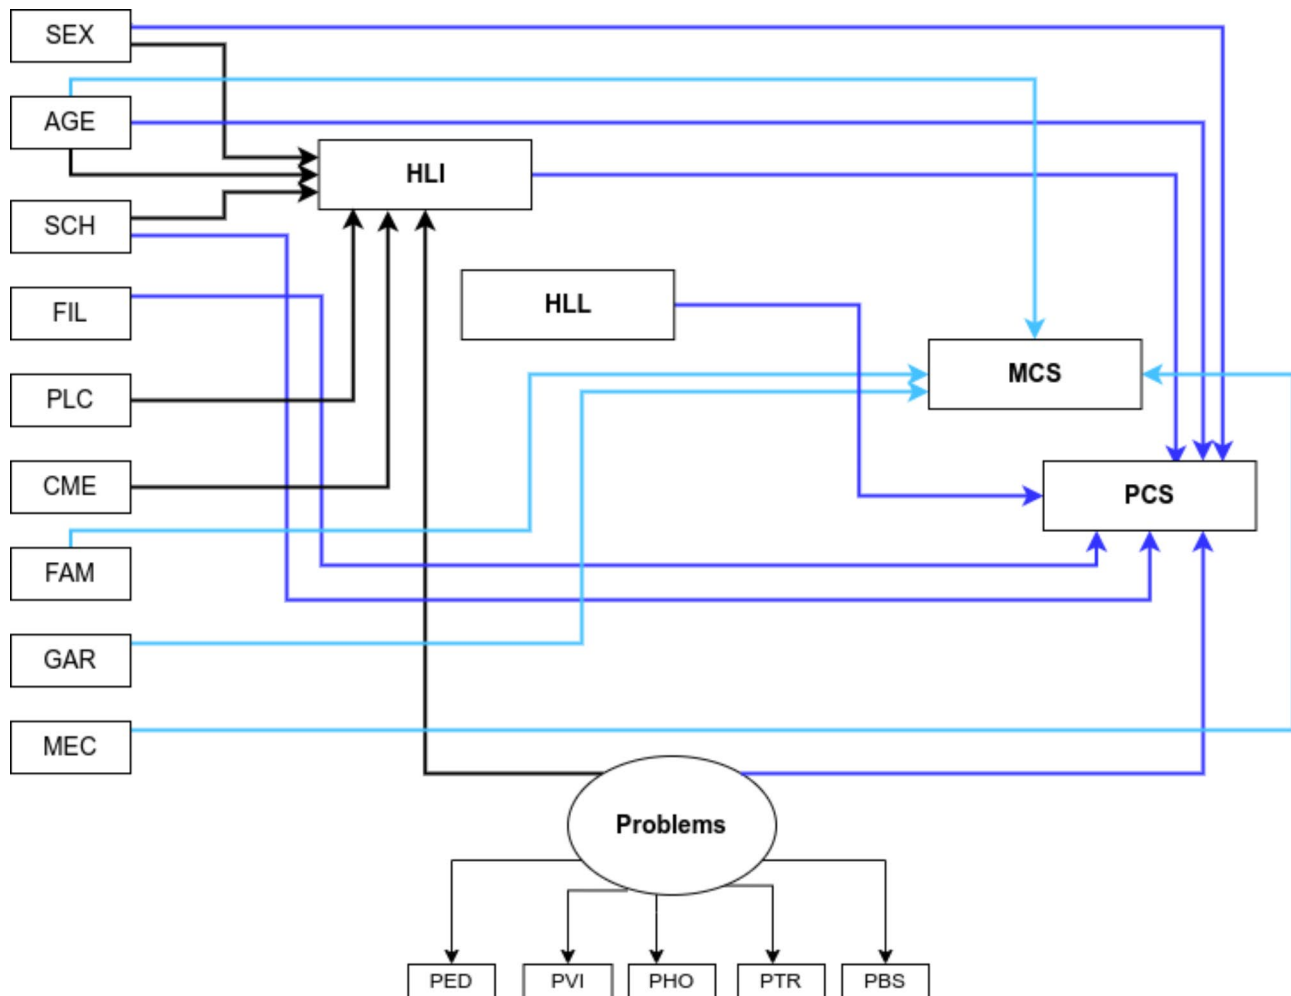 SEX
AGE
HLI
SCH
HLL
FIL
MCS
PLC
CME
PCS
FAM
GAR
MEC
Problems
PED
PVI
PHO
PTR
PBS